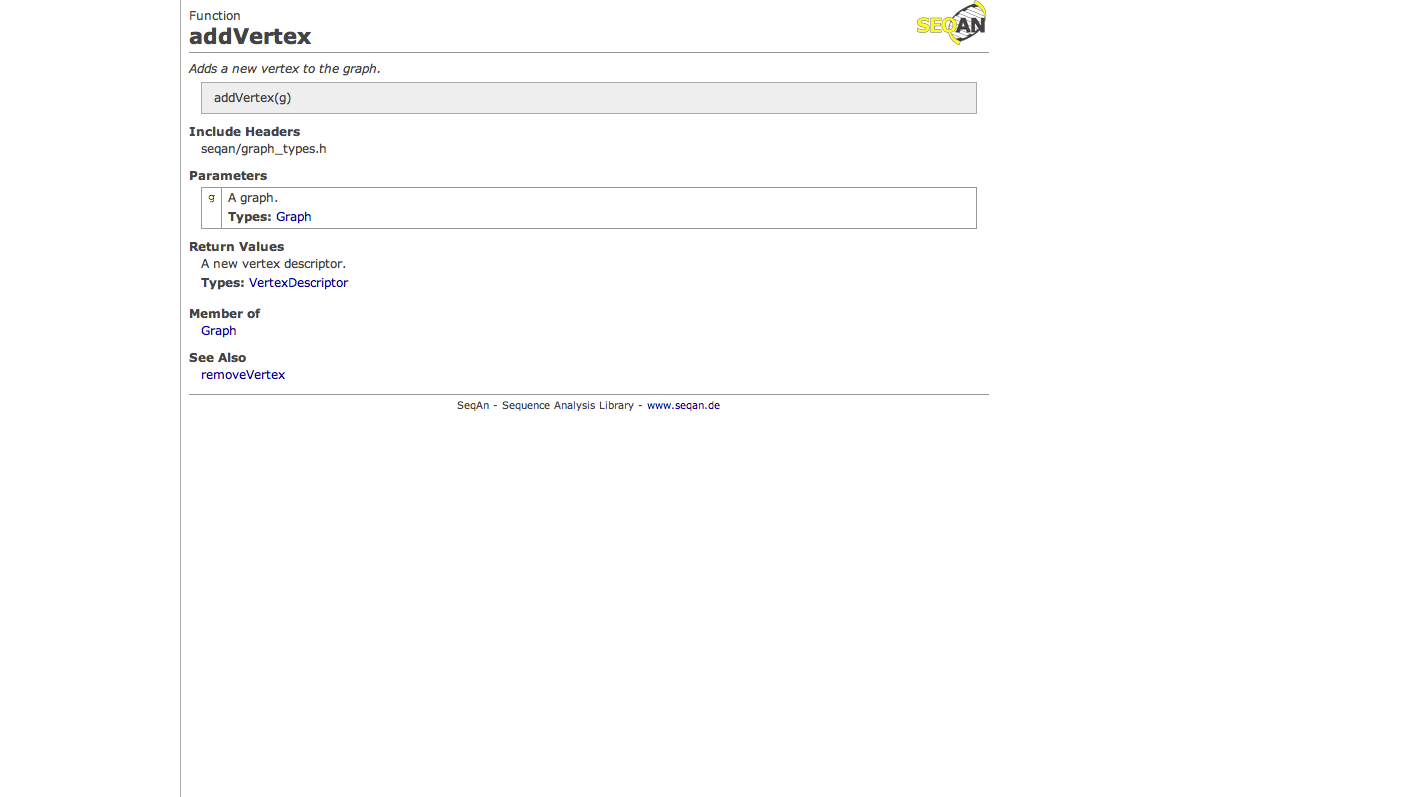 Function
addVertex
SEQAN
Adds a new vertex to the graph.
addVertex(g)
Include Headers
seqan/graph_types.h
Parameters
g
A graph.
Types: Graph
Return Values
A new vertex descriptor.
Types: VertexDescriptor
Member of
Graph
See Also
removeVertex
SeqAn - Sequence Analysis Library - www.seqan.de